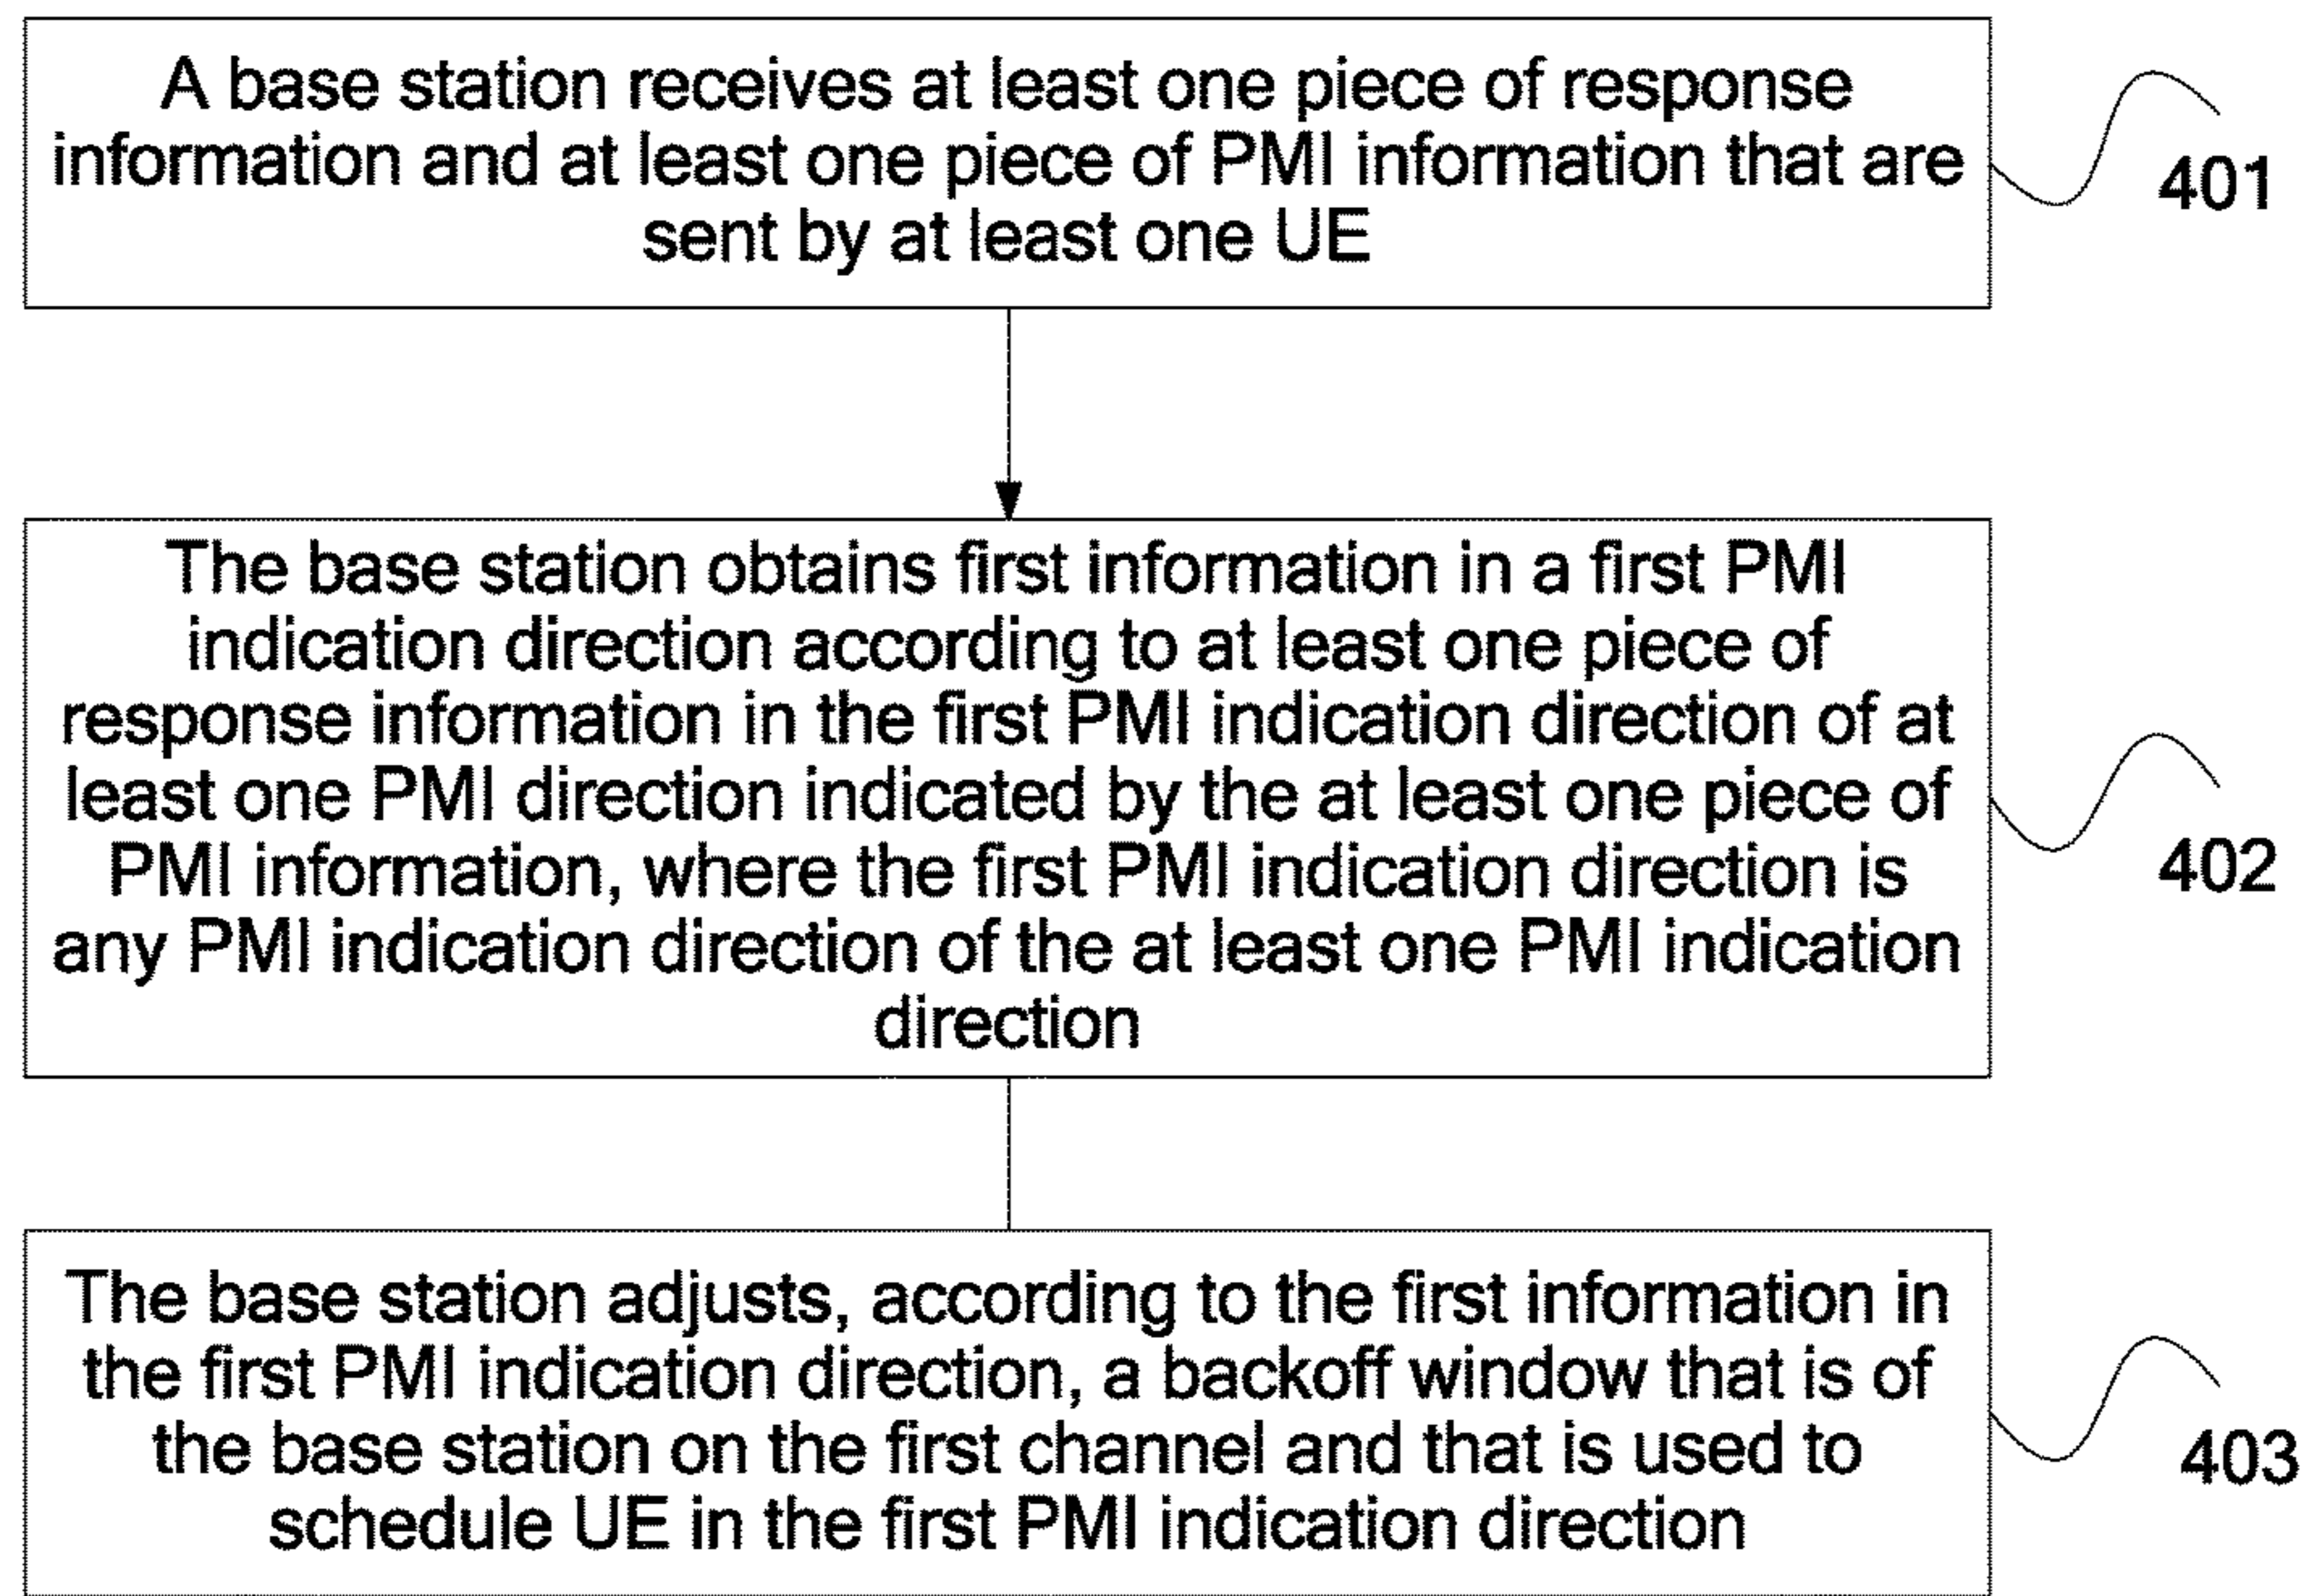 A base station receives at least one piece of response
information and at least one piece of PMI information that are
sent by at least one UE
401
The base station obtains first information in a first PMI
indication direction according to at least one piece of
response information in the first PMI indication direction of at
least one PMI direction indicated by the at least one piece of
PMI information, where the first PMI indication direction is
any PMI indication direction of the at least one PMI indication
direction
402
The base station adjusts, according to the first information in
the first PMI indication direction, a backoff window that is of
the base station on the first channel and that is used to
schedule UE in the first PMI indication direction
403